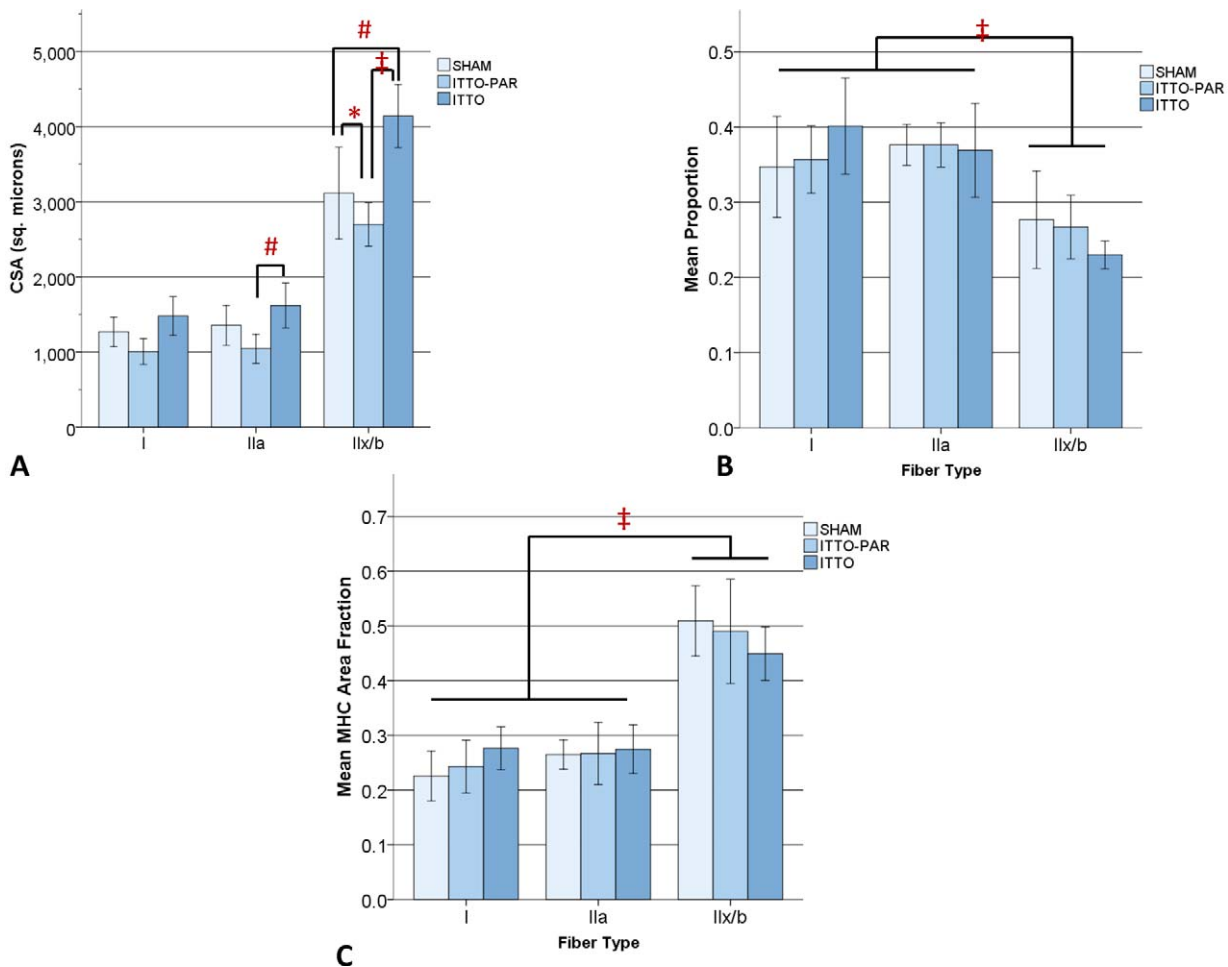 #
5,000
SHAM
ITTO-PAR
ITTO
‡
4,000
*
3,000
#
2,000
1,000
0
CSA (sq. microns)
I IIa IIx/b
A
‡
0.5
SHAM
ITTO-PAR
ITTO
0.4
0.3
0.2
0.1
0.0
Mean Proportion
I IIa IIx/b
Fiber Type
B
‡
0.7
SHAM
ITTO-PAR
ITTO
0.6
0.5
0.4
0.3
0.2
0.1
0.0
Mean MHC Area Fraction
I IIa IIx/b
Fiber Type
C